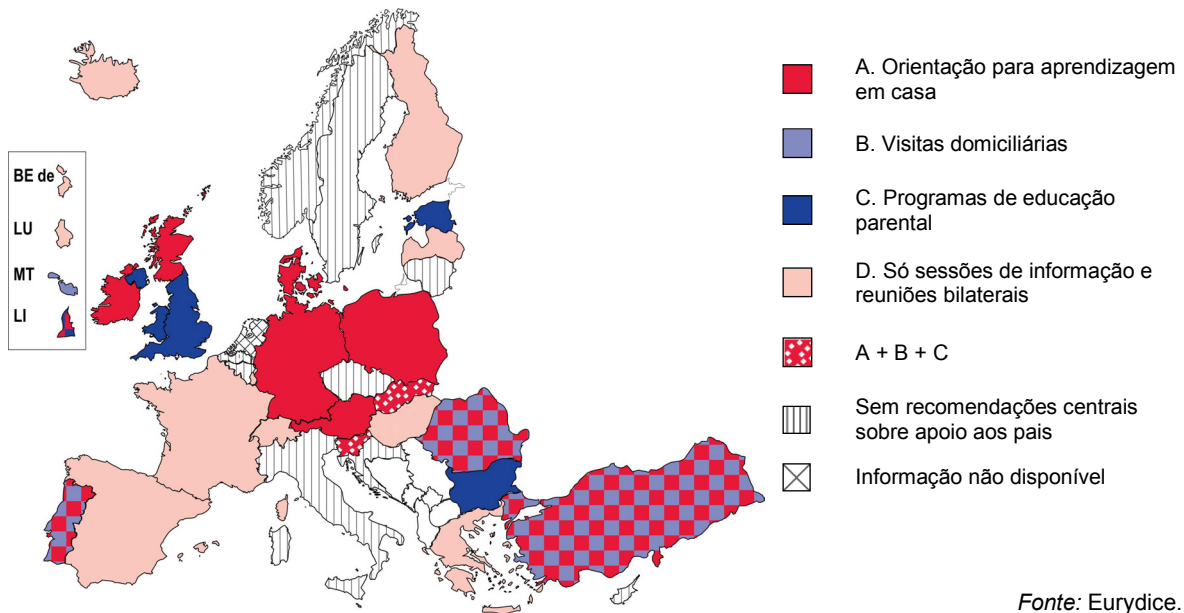 BE de
LU
MT
LI
A. Orientação para aprendizagem
em casa
B. Visitas domiciliárias
C. Programas de educação
parental
D. Só sessões de informação e
reuniões bilaterais
A + B + C
Sem recomendações centrais
sobre apoio aos pais
Informação não disponível
Fonte: Eurydice.